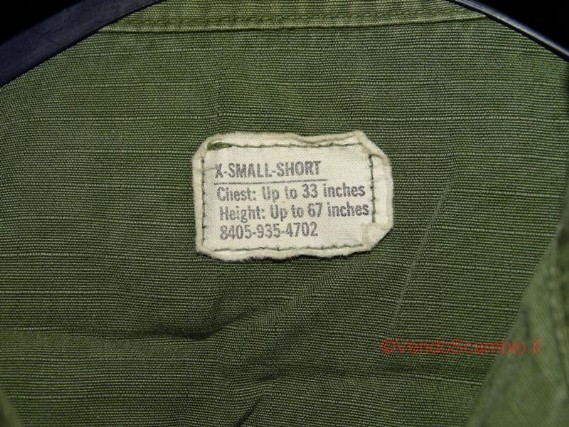 X-SMALL-SHORT
Chest: Up to 33 inches
Height: Up to 67 inches
8405-935-4702
©VendoScambio.it